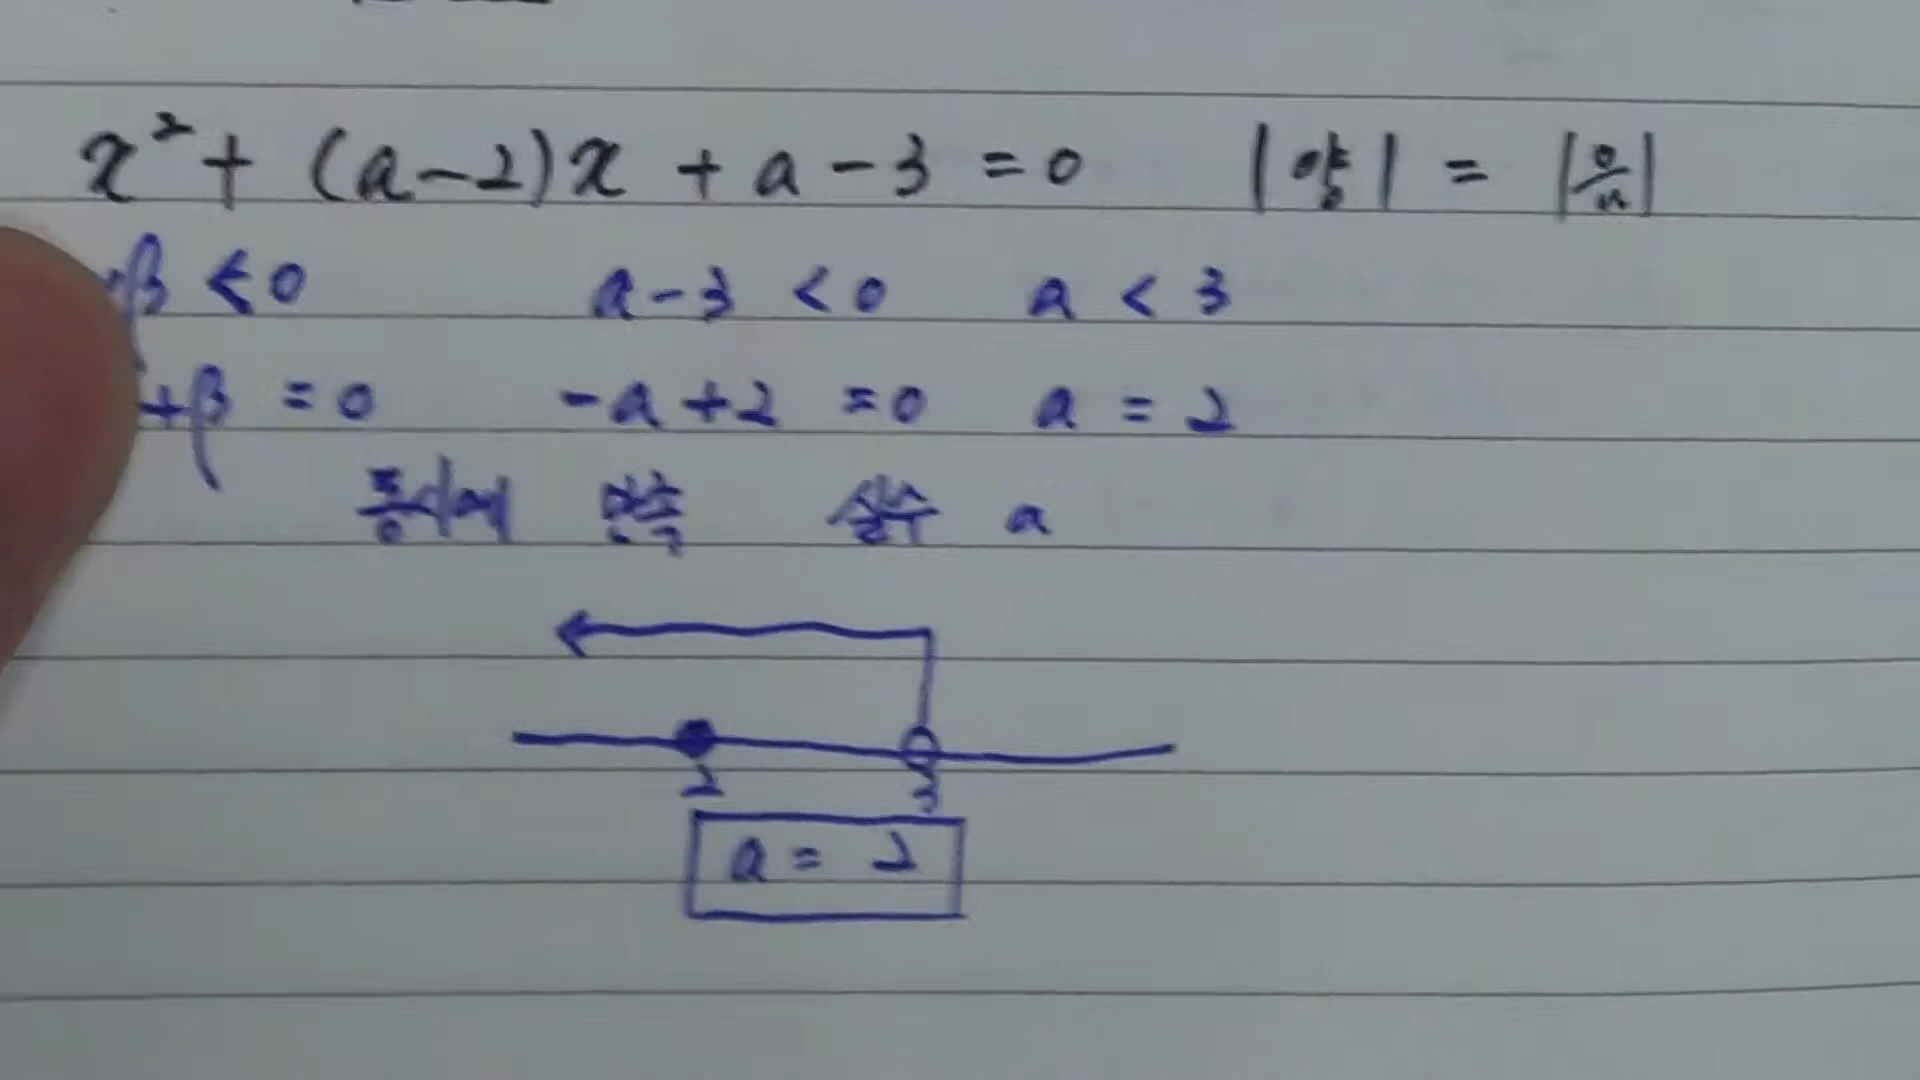 x² + (a-2)x + a - 3 = 0 |양| = |음|
β < 0 a - 3 < 0 a < 3
+β = 0 -a + 2 = 0 a = 2
동시에 만족 실수 a
2 3
a = 2